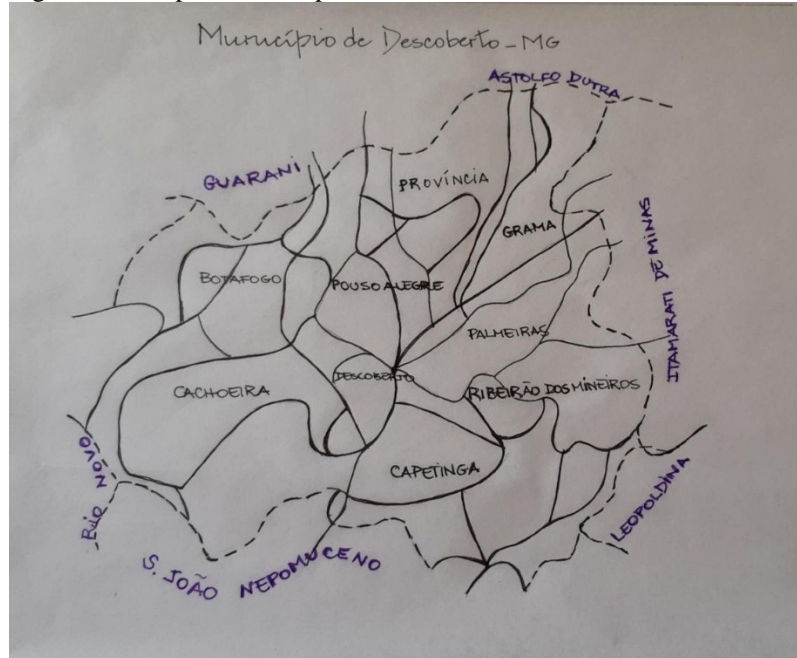 Município de Descoberto - MG
ASTOLFO DUTRA
GUARANI
PROVÍNCIA
GRAMA
ITAMARATI DE MINAS
BOTAFOGO
POUSO ALEGRE
PALMEIRAS
DESCOBERTO
CACHOEIRA
RIBEIRÃO DOS MINEIROS
RIO NOVO
CAPETINGA
LEOPOLDINA
S. JOÃO NEPOMUCENO